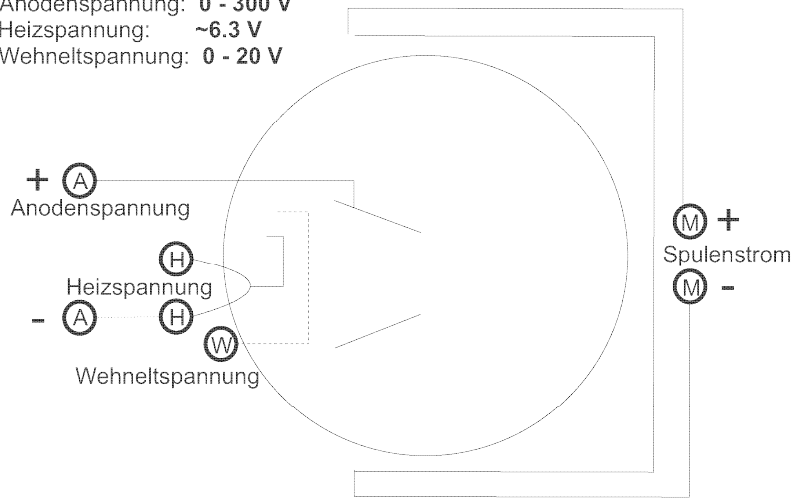 Anodenspannung: 0 - 300 V
Heizspannung: ~6.3 V
Wehneltspannung: 0 - 20 V
+ A
Anodenspannung
M +
Spulenstrom
M -
H
Heizspannung
- A H
W
Wehneltspannung